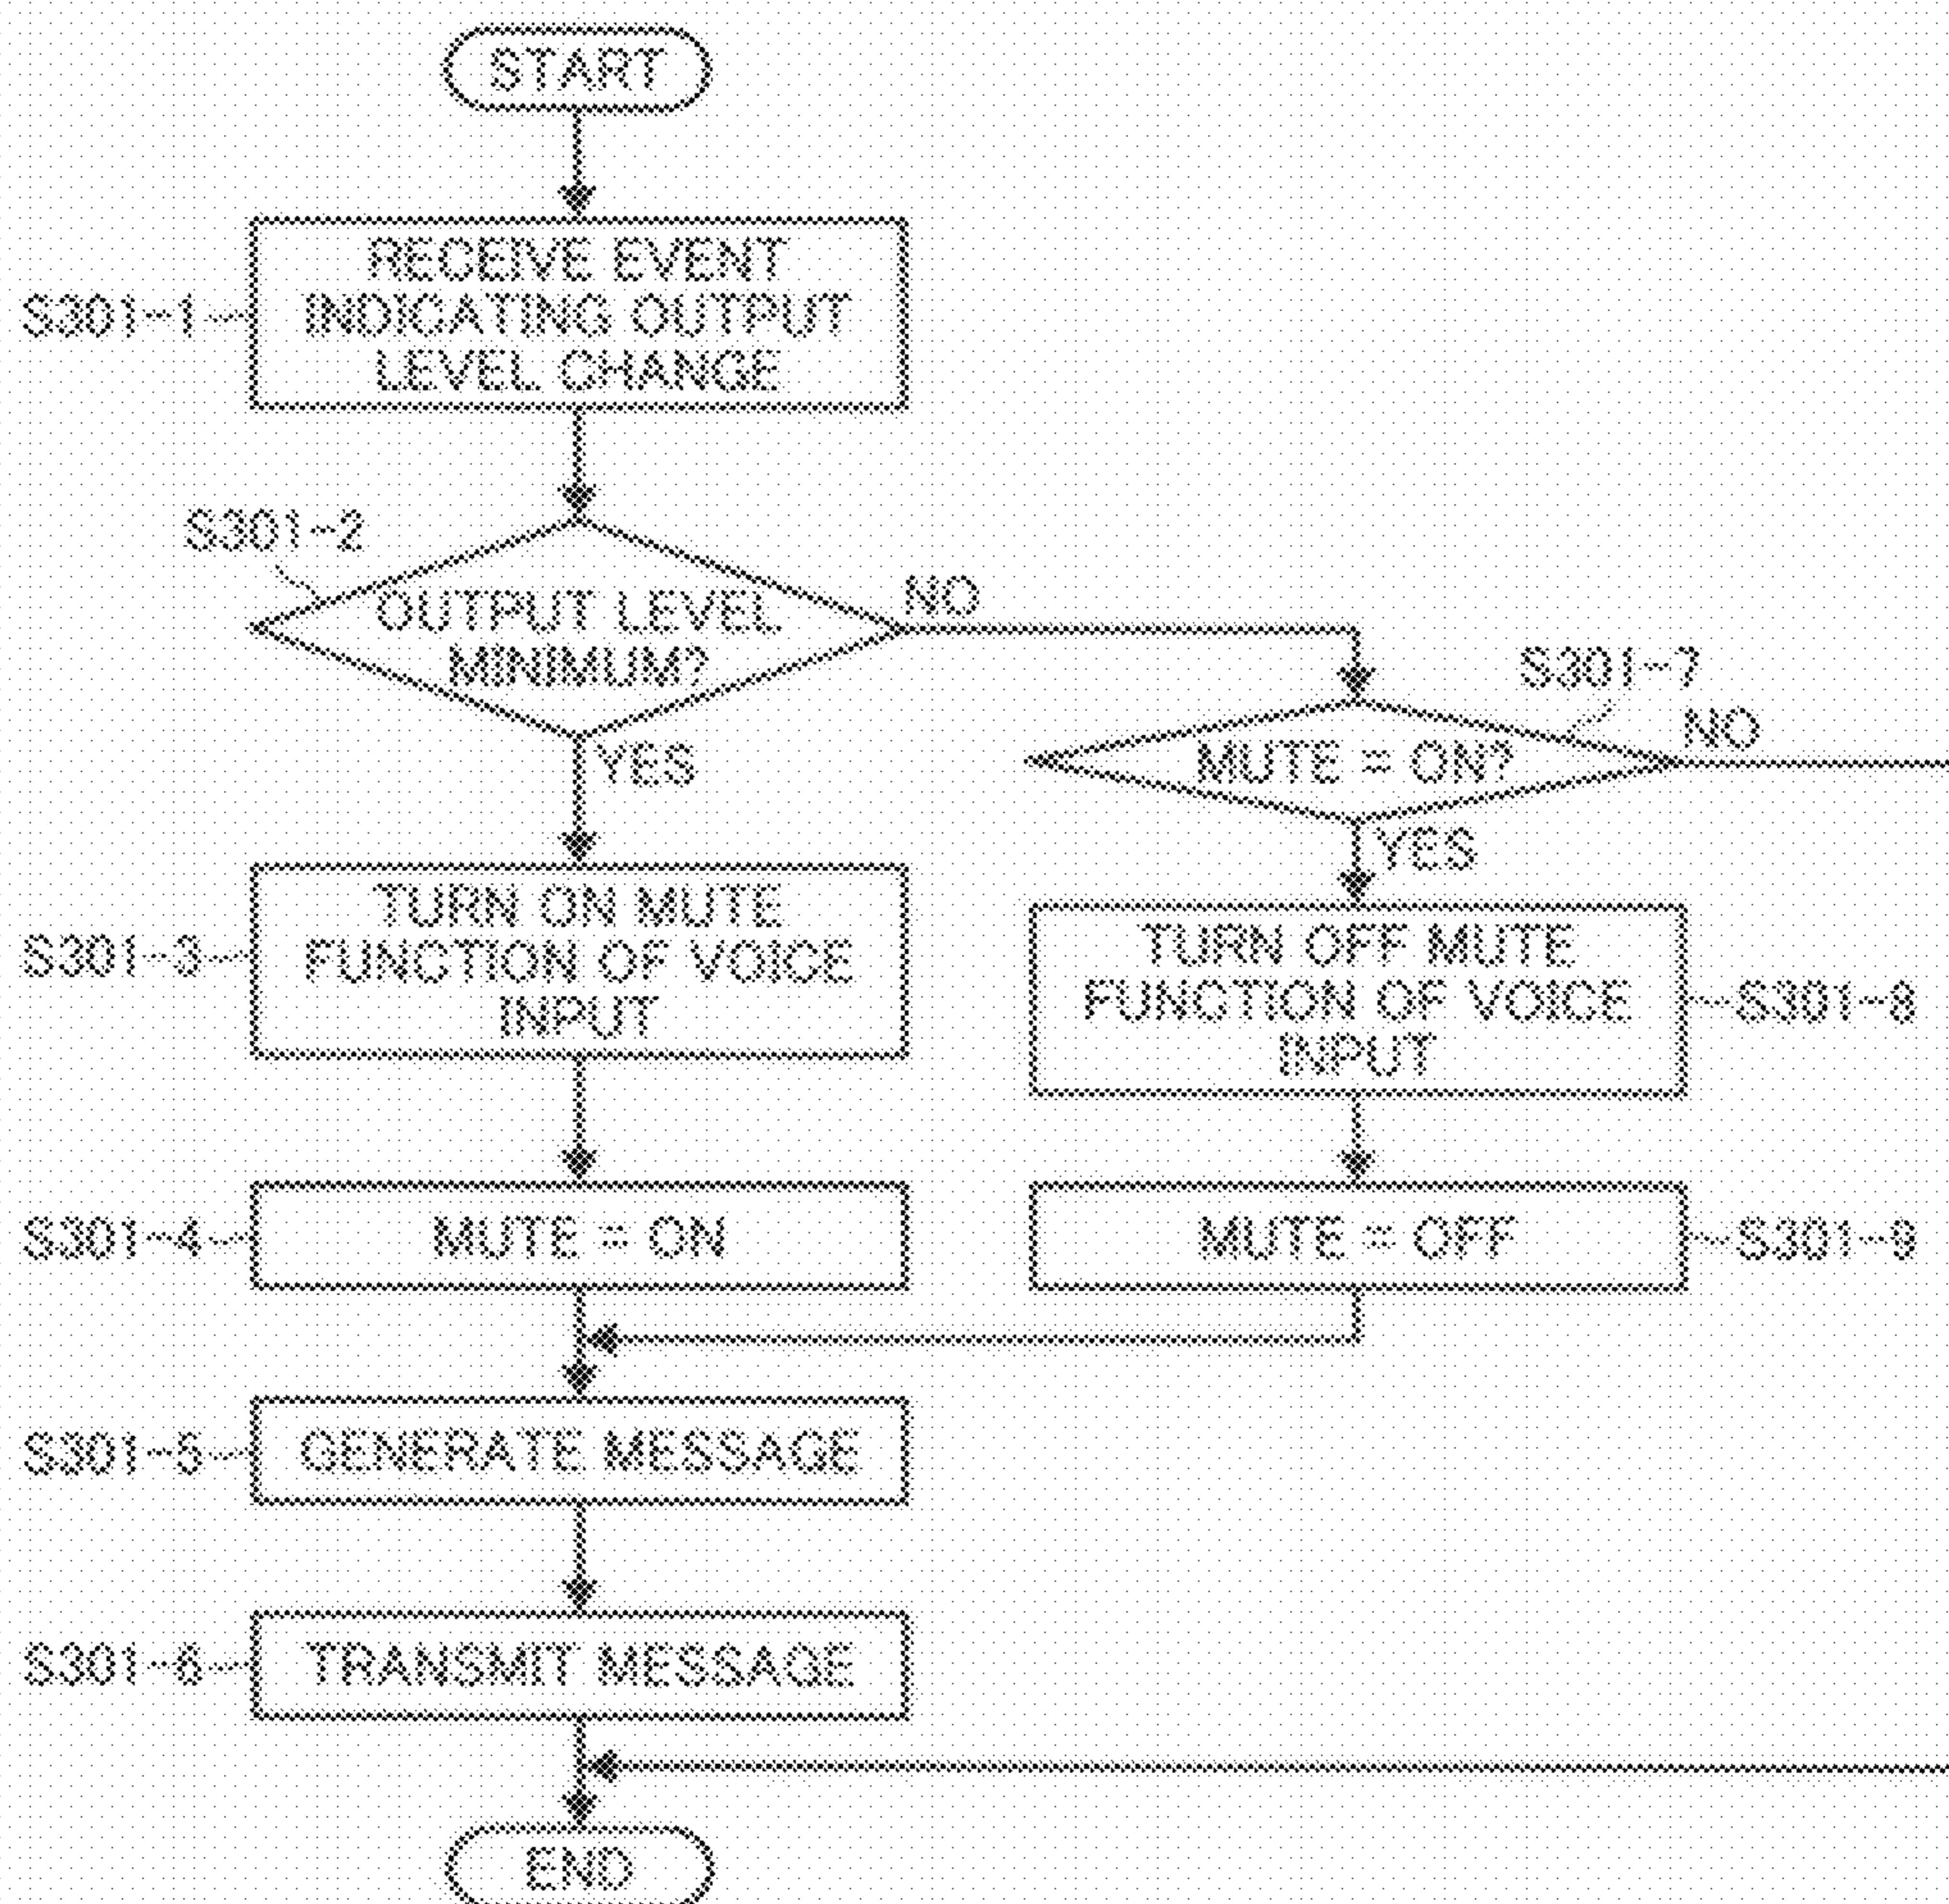 START
RECEIVE EVENT
INDICATING OUTPUT
LEVEL CHANGE
S301-1
S301-2
OUTPUT LEVEL
MINIMUM?
NO
YES
S301-7
MUTE = ON?
NO
YES
TURN ON MUTE
FUNCTION OF VOICE
INPUT
S301-3
TURN OFF MUTE
FUNCTION OF VOICE
INPUT
S301-8
S301-4
MUTE = ON
MUTE = OFF
S301-9
S301-5
GENERATE MESSAGE
S301-6
TRANSMIT MESSAGE
END